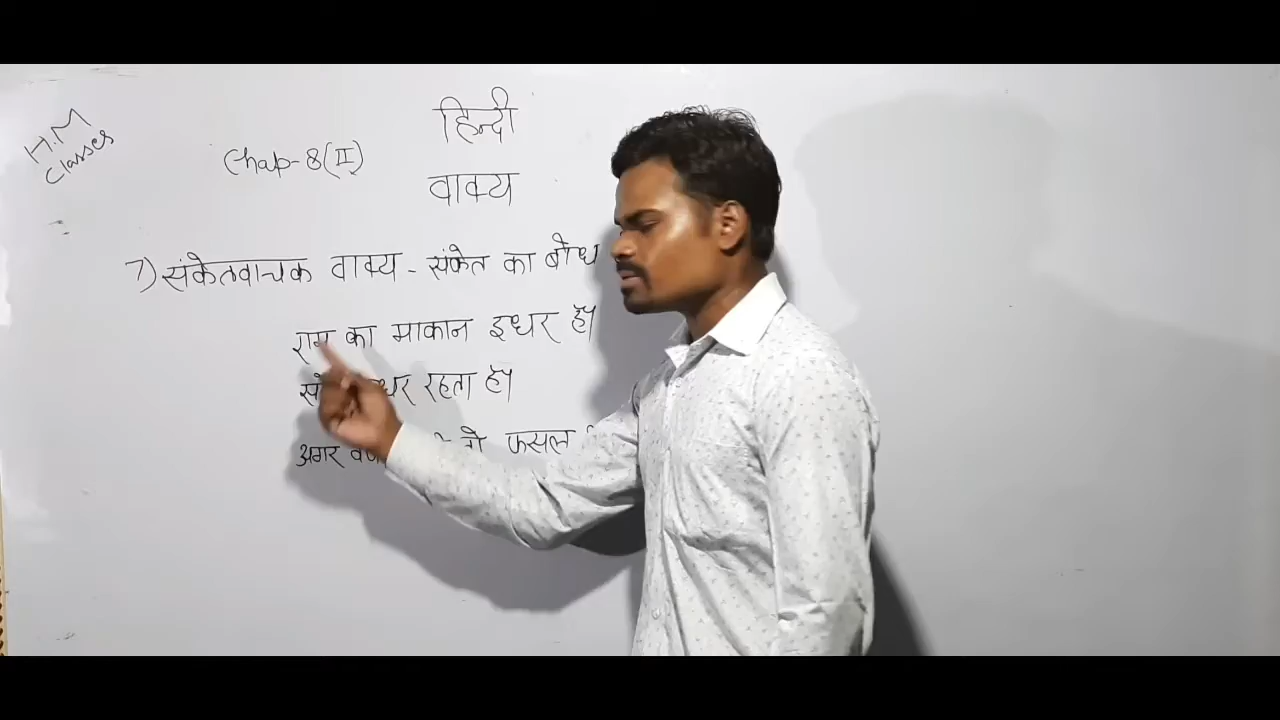 H.M
Classes
हिन्दी
Chap-8(II)
वाक्य
7) संकेतवाचक वाक्य - संकेत का बोध
राम का माकान इधर है।
रहता है।
अगर फसल